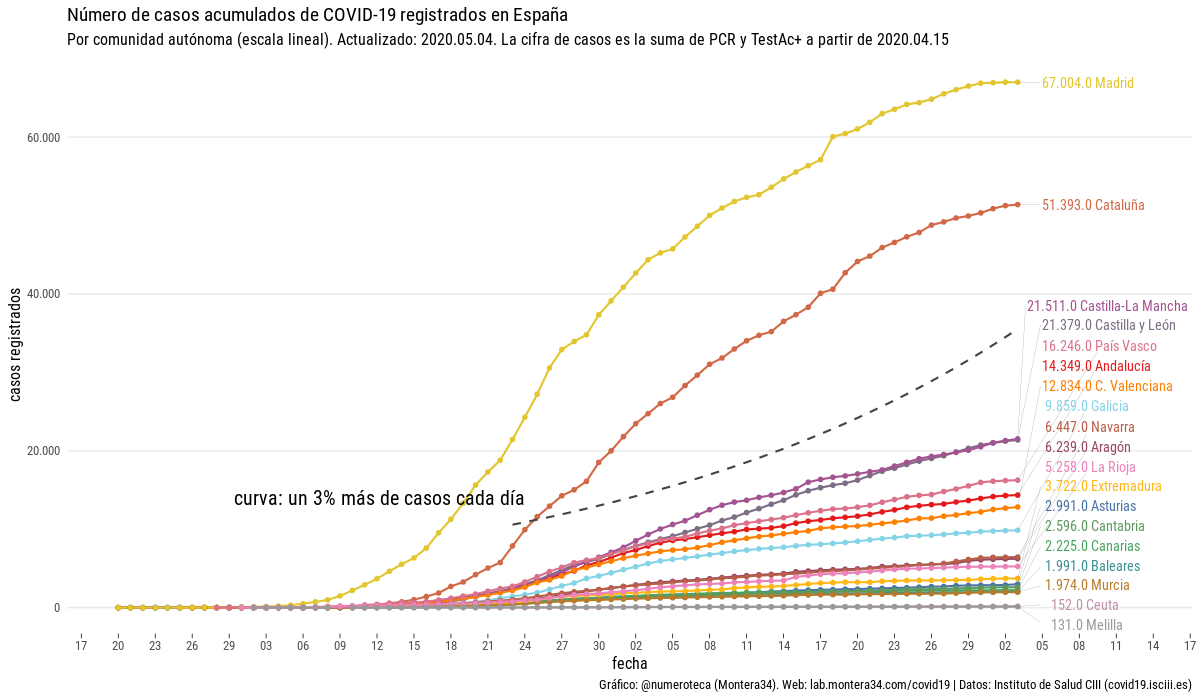 Número de casos acumulados de COVID-19 registrados en España
Por comunidad autónoma (escala lineal). Actualizado: 2020.05.04. La cifra de casos es la suma de PCR y TestAc+ a partir de 2020.04.15
casos registrados
60.000
40.000
20.000
0
curva: un 3% más de casos cada día
67.004.0 Madrid
51.393.0 Cataluña
21.511.0 Castilla-La Mancha
21.379.0 Castilla y León
16.246.0 País Vasco
14.349.0 Andalucía
12.834.0 C. Valenciana
9.859.0 Galicia
6.447.0 Navarra
6.239.0 Aragón
5.258.0 La Rioja
3.722.0 Extremadura
2.991.0 Asturias
2.596.0 Cantabria
2.225.0 Canarias
1.991.0 Baleares
1.974.0 Murcia
152.0 Ceuta
131.0 Melilla
17 20 23 26 29 03 06 09 12 15 18 21 24 27 30 02 05 08 11 14 17 20 23 26 29 02 05 08 11 14 17
fecha
Gráfico: @numeroteca (Montera34). Web: lab.montera34.com/covid19 | Datos: Instituto de Salud CIII (covid19.isciii.es)